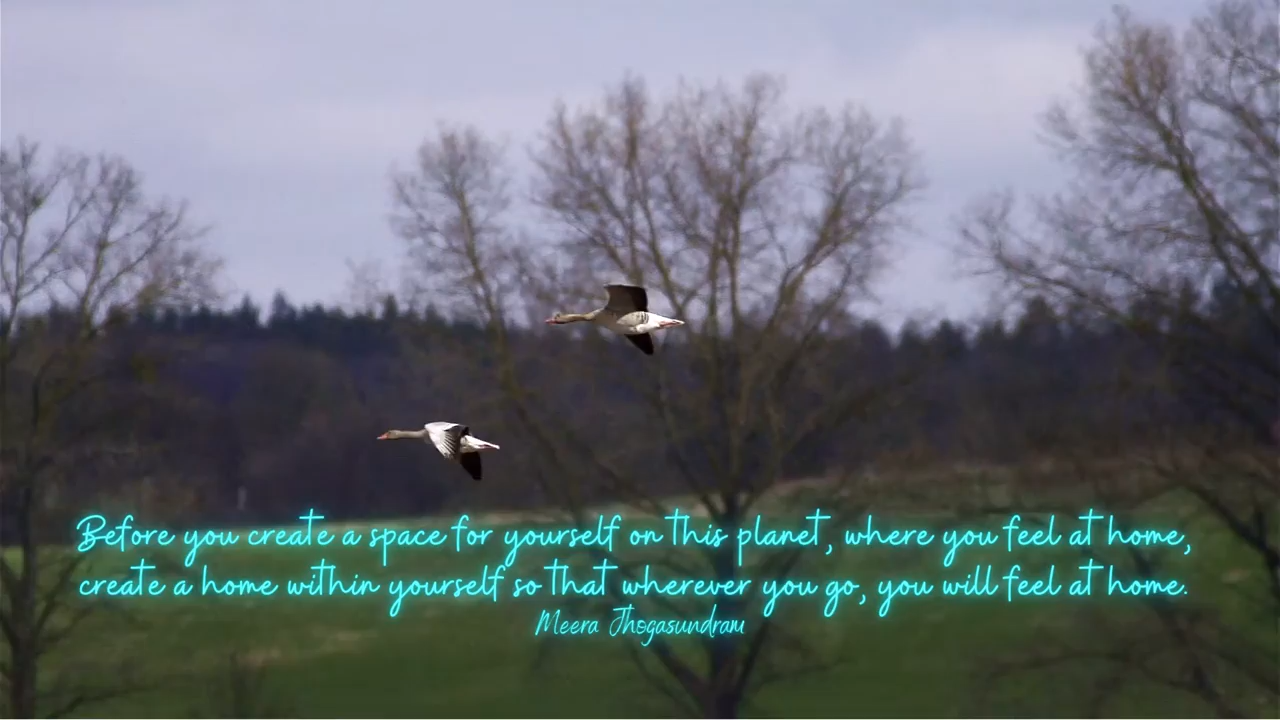 Before you create a space for yourself on this planet, where you feel at home,
create a home within yourself so that wherever you go, you will feel at home.
Meera Jhogasundram